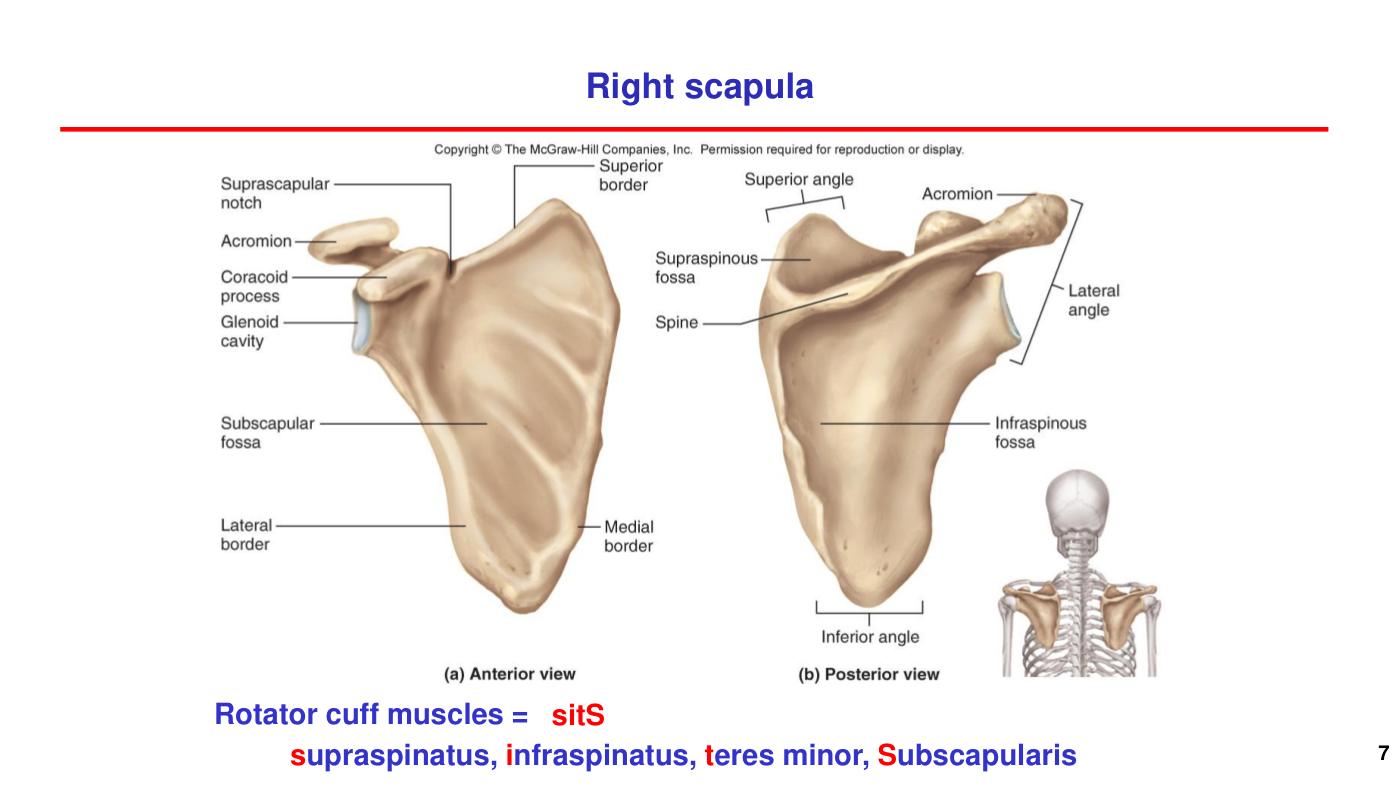 Right scapula
Copyright © The McGraw-Hill Companies, Inc. Permission required for reproduction or display.
Suprascapular
notch
Superior
border
Acromion
Coracoid
process
Glenoid
cavity
Subscapular
fossa
Lateral
border
Medial
border
(a) Anterior view
Superior angle
Acromion
Supraspinous
fossa
Spine
Lateral
angle
Infraspinous
fossa
Inferior angle
(b) Posterior view
Rotator cuff muscles = sitS
supraspinatus, infraspinatus, teres minor, Subscapularis
7